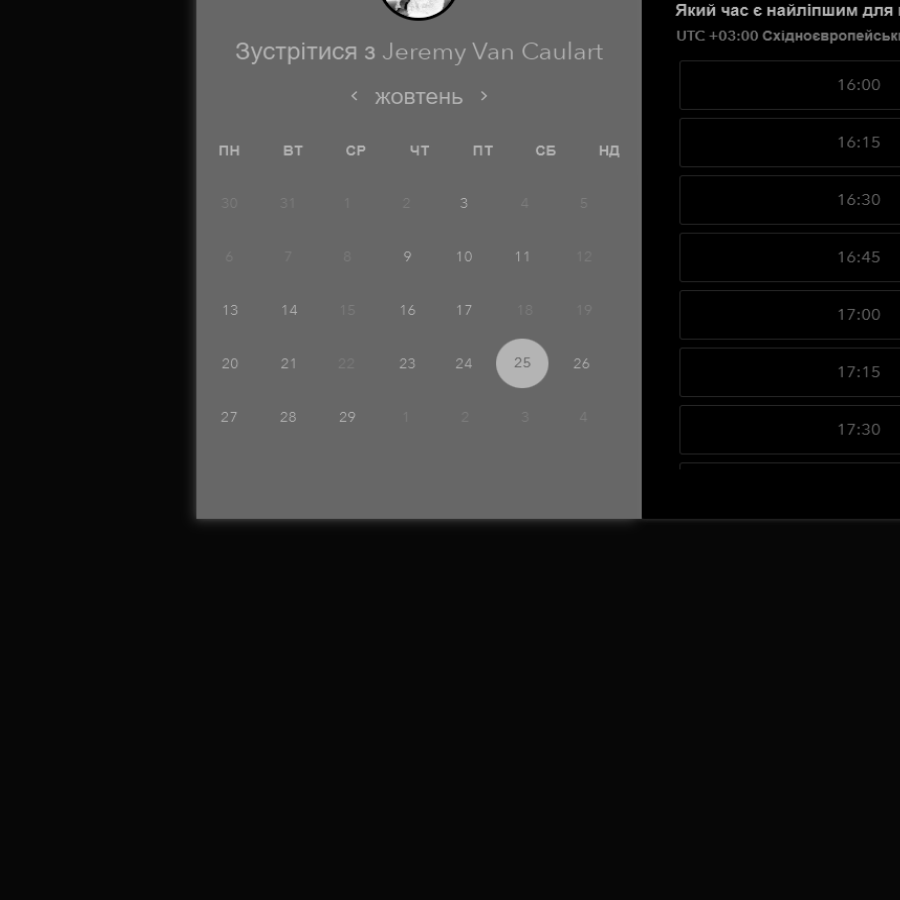 Зустрітися з Jeremy Van Caulart
< жовтень >
ПН ВТ СР ЧТ ПТ СБ НД
30 31 1 2 3 4 5
6 7 8 9 10 11 12
13 14 15 16 17 18 19
20 21 22 23 24 25 26
27 28 29 1 2 3 4
Який час є найліпшим для
UTC +03:00
16:00
16:15
16:30
16:45
17:00
17:15
17:30